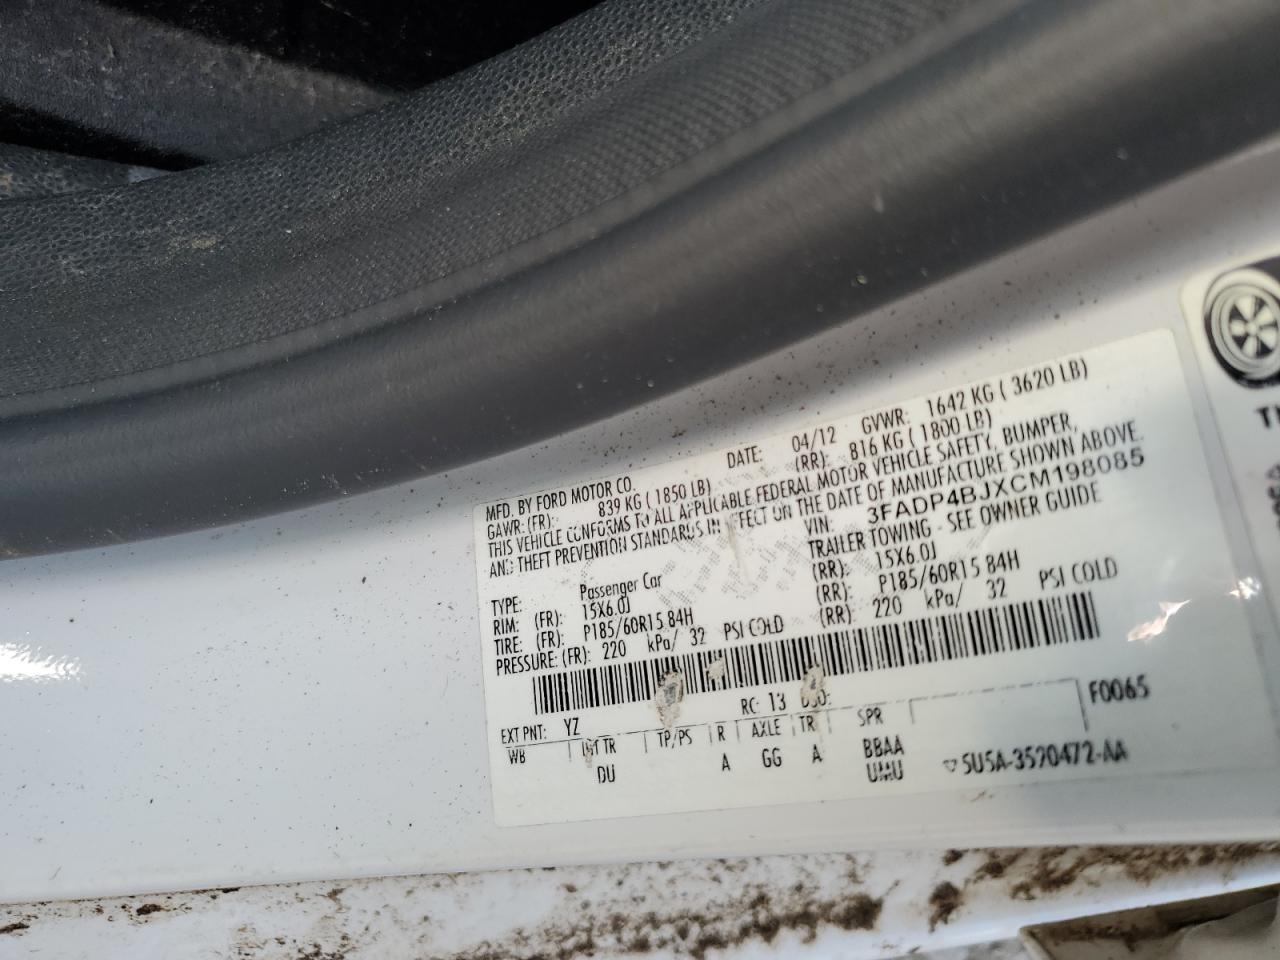 MFD. BY FORD MOTOR CO. DATE: 04/12 GVWR: 1642 KG ( 3620 LB)
GAWR: (FR): 839 KG ( 1850 LB) (RR): 816 KG ( 1800 LB)
THIS VEHICLE CONFORMS TO ALL APPLICABLE FEDERAL MOTOR VEHICLE SAFETY, BUMPER,
AND THEFT PREVENTION STANDARDS IN EFFECT ON THE DATE OF MANUFACTURE SHOWN ABOVE.
VIN: 3FADP4BJXCM198085
TYPE: Passenger Car TRAILER TOWING - SEE OWNER GUIDE
RIM: (FR): 15X6.0J (RR): 15X6.0J
TIRE: (FR): P185/60R15 84H (RR): P185/60R15 84H
PRESSURE: (FR): 220 kPa/ 32 PSI COLD (RR): 220 kPa/ 32 PSI COLD
EXT PNT: YZ RC: 13 DSO: F0065
WB INT TR TP/PS R AXLE TR SPR
DU A GG A BBAA
UMU ▽5U5A-3520472-AA